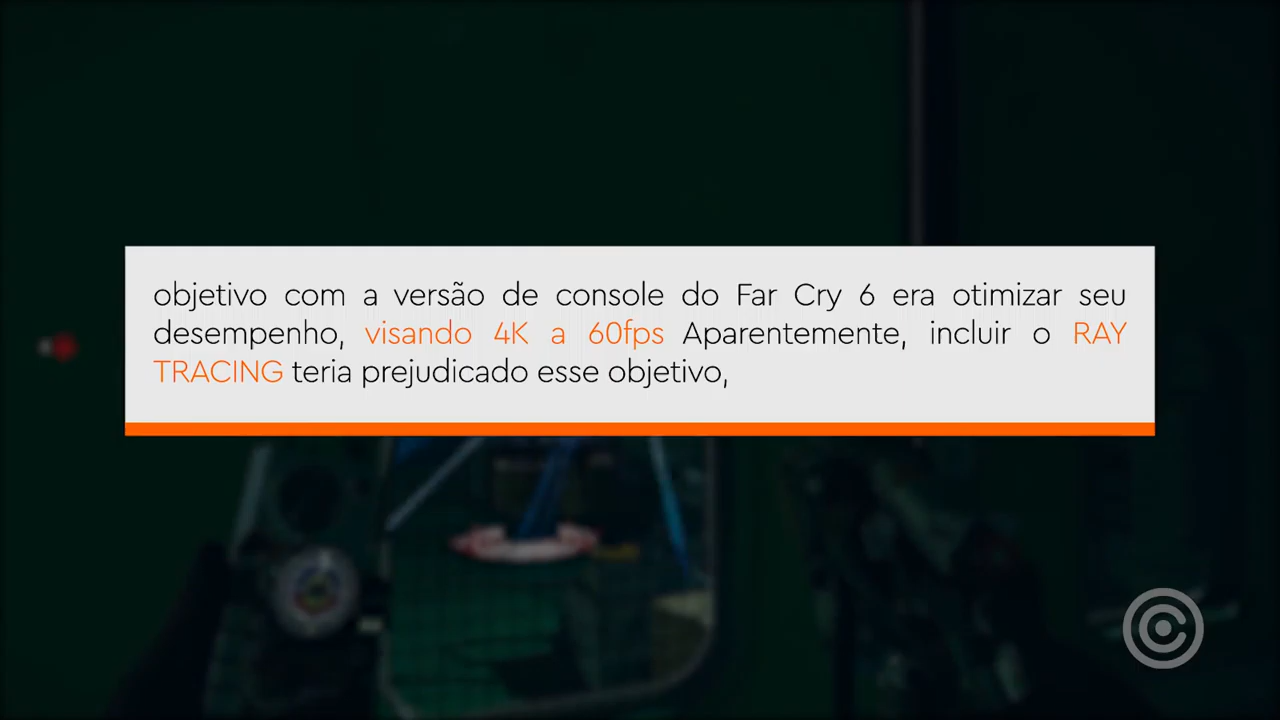 objetivo com a versão de console do Far Cry 6 era otimizar seu
desempenho, visando 4K a 60fps Aparentemente, incluir o RAY
TRACING teria prejudicado esse objetivo,